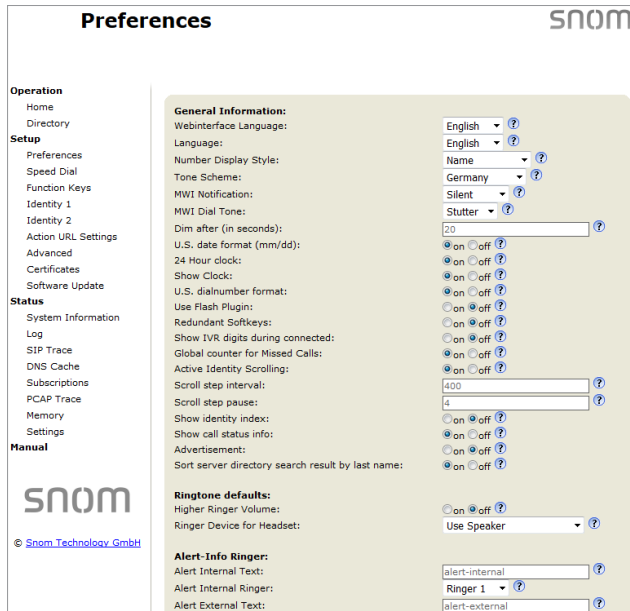 Preferences
snom
Operation
Home
Directory
Setup
Preferences
Speed Dial
Function Keys
Identity 1
Identity 2
Action URL Settings
Advanced
Certificates
Software Update
Status
System Information
Log
SIP Trace
DNS Cache
Subscriptions
PCAP Trace
Memory
Settings
Manual
snom
© Snom Technology GmbH
General Information:
Webinterface Language: English ?
Language: English ?
Number Display Style: Name ?
Tone Scheme: Germany ?
MWI Notification: Silent ?
MWI Dial Tone: Stutter ?
Dim after (in seconds): 20 ?
U.S. date format (mm/dd): on off ?
24 Hour clock: on off ?
Show Clock: on off ?
U.S. dialnumber format: on off ?
Use Flash Plugin: on off ?
Redundant Softkeys: on off ?
Show IVR digits during connected: on off ?
Global counter for Missed Calls: on off ?
Active Identity Scrolling: on off ?
Scroll step interval: 400 ?
Scroll step pause: 4 ?
Show identity index: on off ?
Show call status info: on off ?
Advertisement: on off ?
Sort server directory search result by last name: on off ?
Ringtone defaults:
Higher Ringer Volume: on off ?
Ringer Device for Headset: Use Speaker ?
Alert-Info Ringer:
Alert Internal Text: alert-internal ?
Alert Internal Ringer: Ringer 1 ?
Alert External Text: alert-external ?